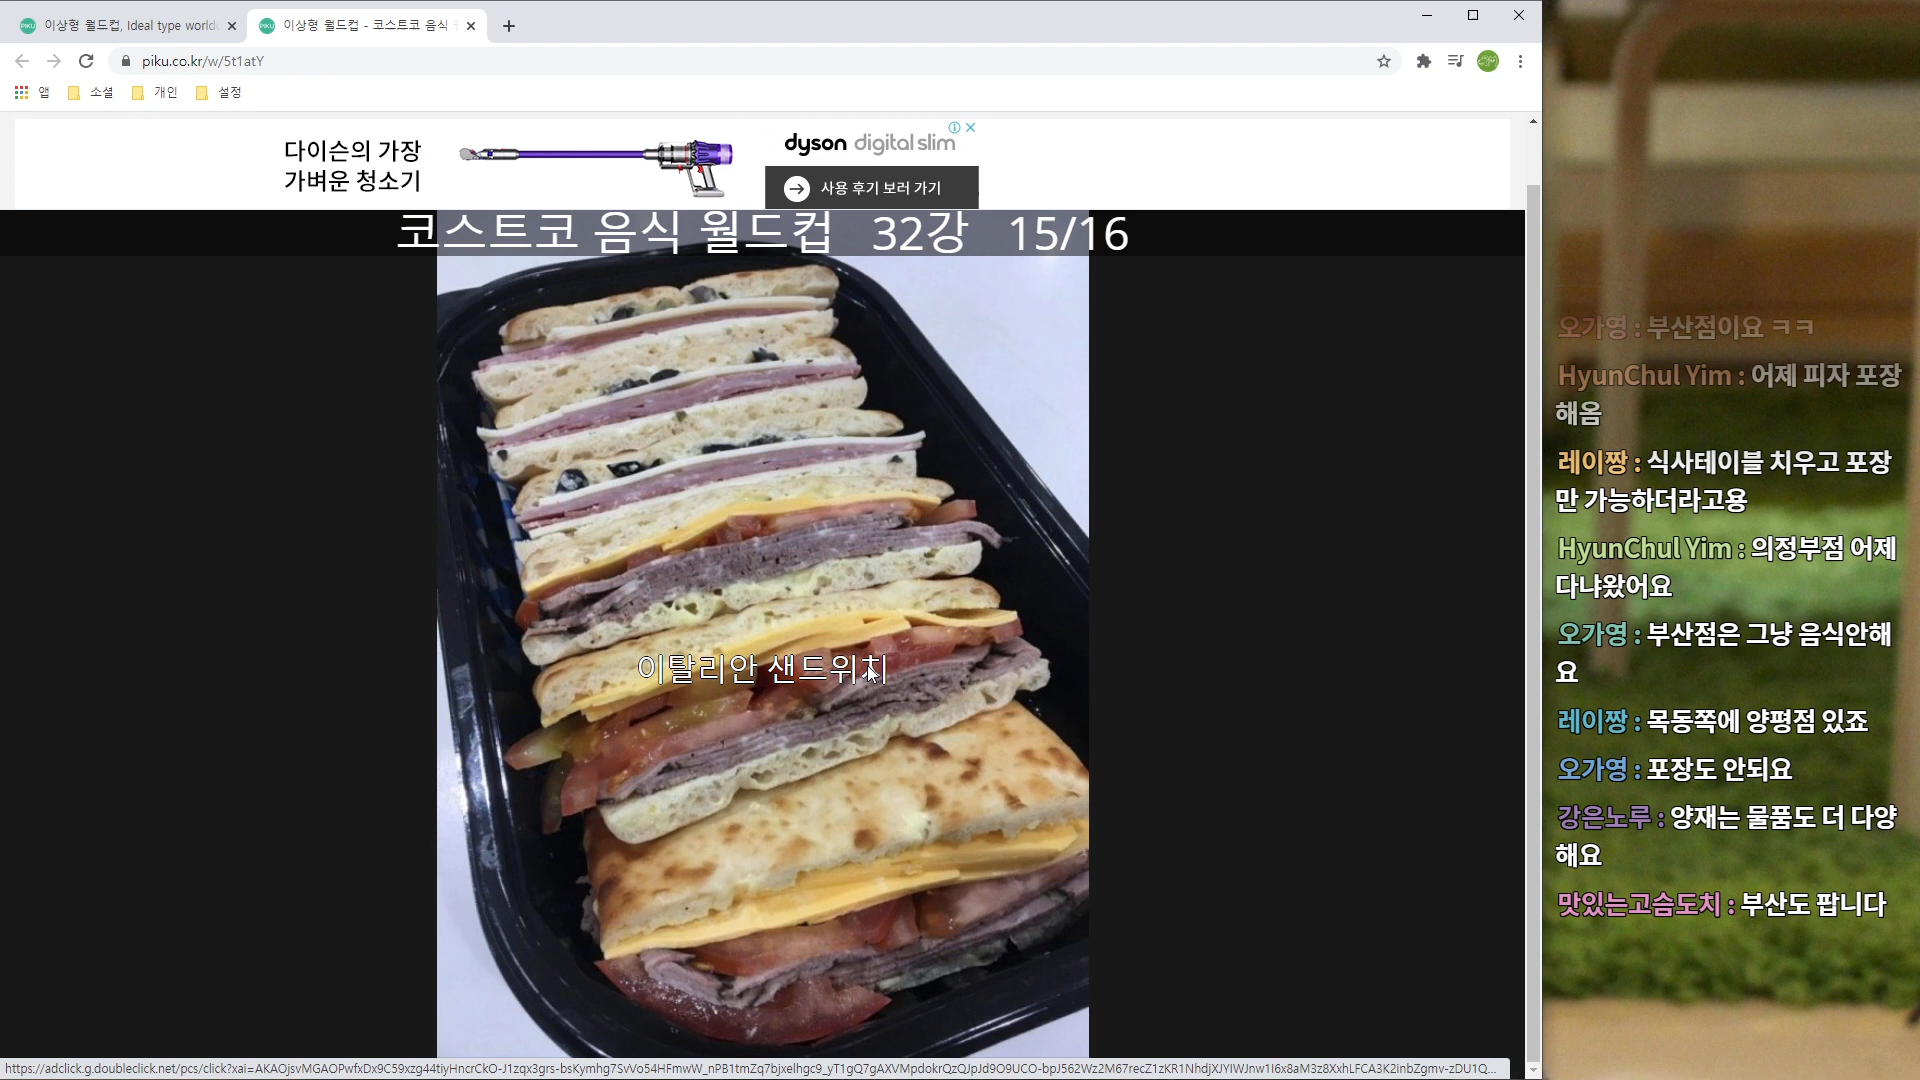 이상형 월드컵, Ideal type world
이상형 월드컵 - 코스트코 음식
piku.co.kr/w/5t1atY
앱 소셜 개인 설정
다이슨의 가장
가벼운 청소기
dyson digital slim
사용 후기 보러 가기
코스트코 음식 월드컵 32강 15/16
이탈리안 샌드위치
오가영 : 부산점이요 ㅋㅋ
HyunChul Yim : 어제 피자 포장
해옴
레이짱 : 식사테이블 치우고 포장
만 가능하더라고용
HyunChul Yim : 의정부점 어제
다냐왔어요
오가영 : 부산점은 그냥 음식안해
요
레이짱 : 목동쪽에 양평점 있죠
오가영 : 포장도 안되요
강은노루 : 양재는 물품도 더 다양
해요
맛있는고슴도치 : 부산도 팝니다